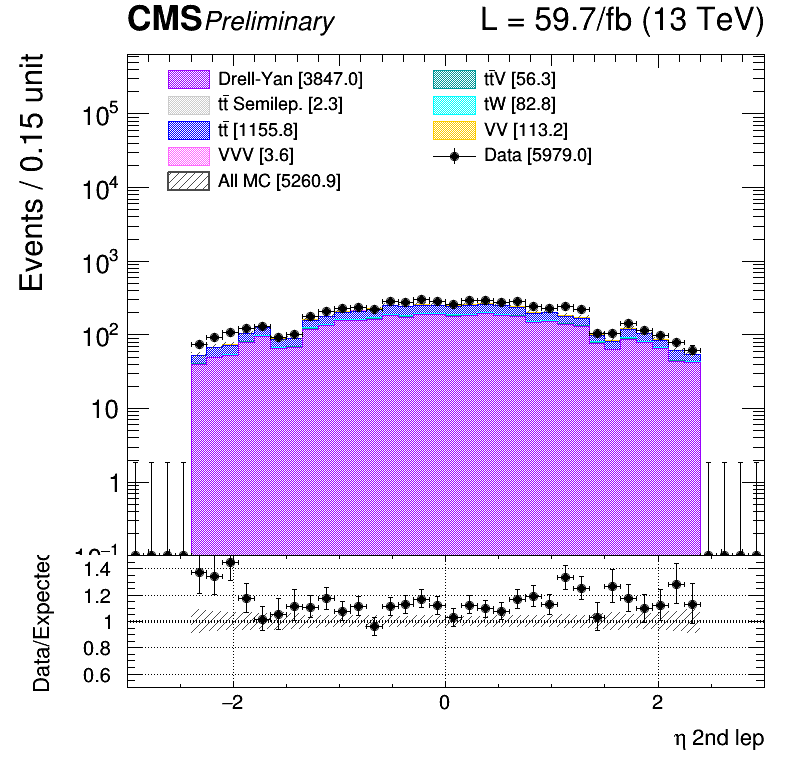 CMS Preliminary L = 59.7/fb (13 TeV)
Events / 0.15 unit
Drell-Yan [3847.0]
tt̄ Semilep. [2.3]
tt̄ [1155.8]
VVV [3.6]
All MC [5260.9]
tt̄V [56.3]
tW [82.8]
VV [113.2]
Data [5979.0]
10⁵
10⁴
10³
10²
10
1
10⁻¹
Data/Expected
1.4
1.2
1
0.8
0.6
−2 0 2
η 2nd lep